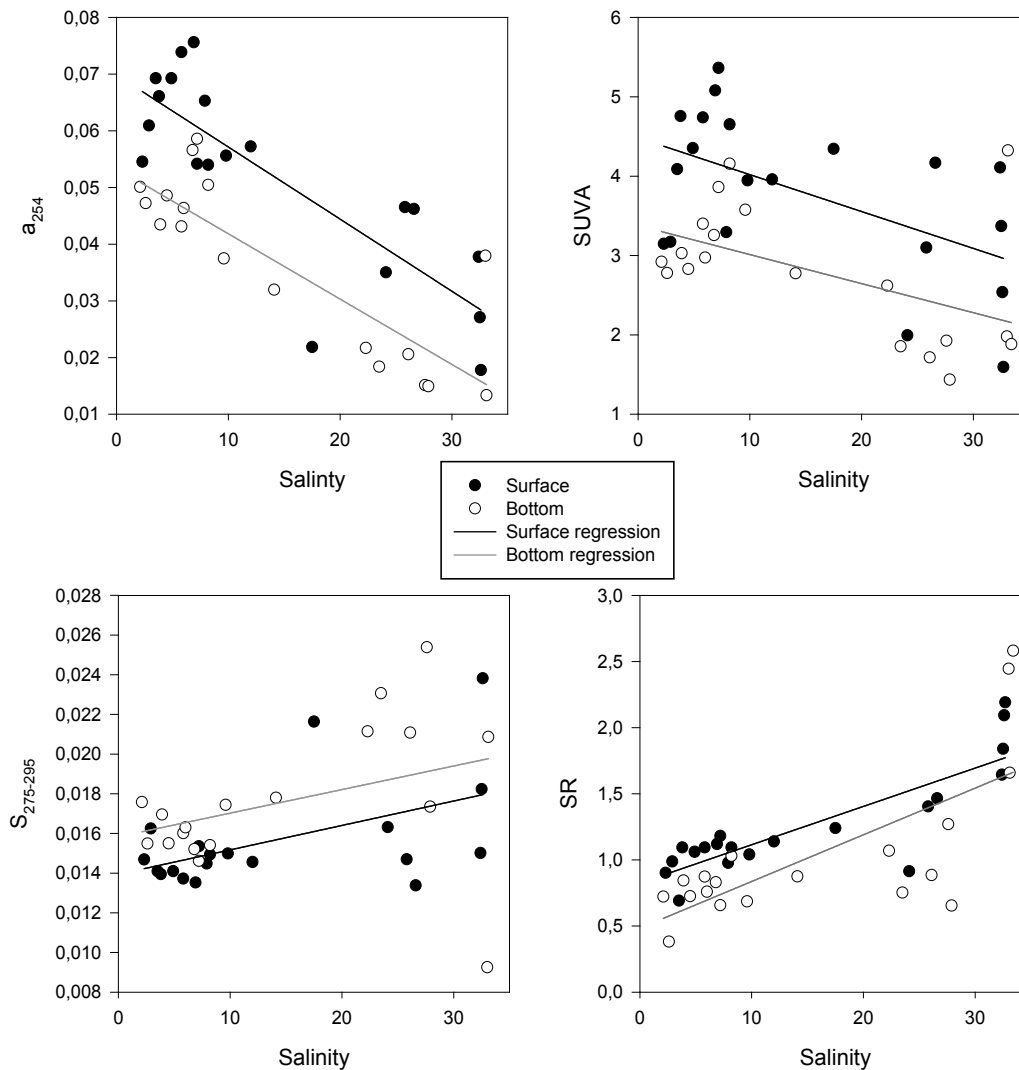 0,08
0,07
0,06
0,05
0,04
0,03
0,02
0,01
a254
0 10 20 30
Salinty
6
5
4
3
2
1
SUVA
0 10 20 30
Salinity
Surface
Bottom
Surface regression
Bottom regression
0,028
0,026
0,024
0,022
0,020
0,018
0,016
0,014
0,012
0,010
0,008
S275-295
0 10 20 30
Salinity
3,0
2,5
2,0
1,5
1,0
0,5
0,0
SR
0 10 20 30
Salinity